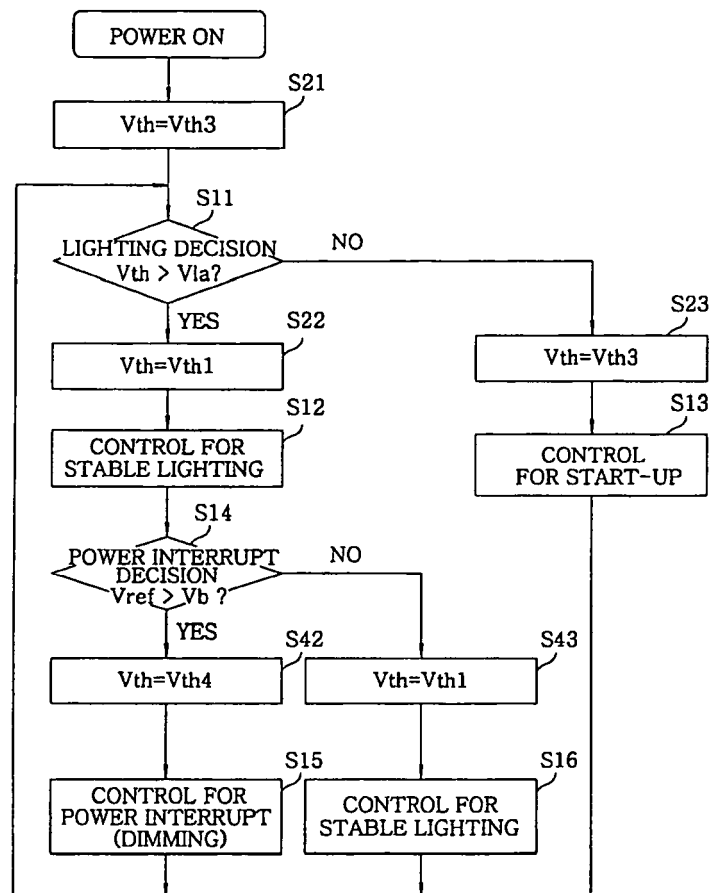 POWER ON
S21
Vth=Vth3
S11
LIGHTING DECISION
Vth > Vla?
NO
YES
S22
Vth=Vth1
S23
Vth=Vth3
S12
CONTROL FOR
STABLE LIGHTING
S13
CONTROL
FOR START-UP
S14
POWER INTERRUPT
DECISION
Vref > Vb ?
NO
YES
S42
Vth=Vth4
S43
Vth=Vth1
S15
CONTROL FOR
POWER INTERRUPT
(DIMMING)
S16
CONTROL FOR
STABLE LIGHTING